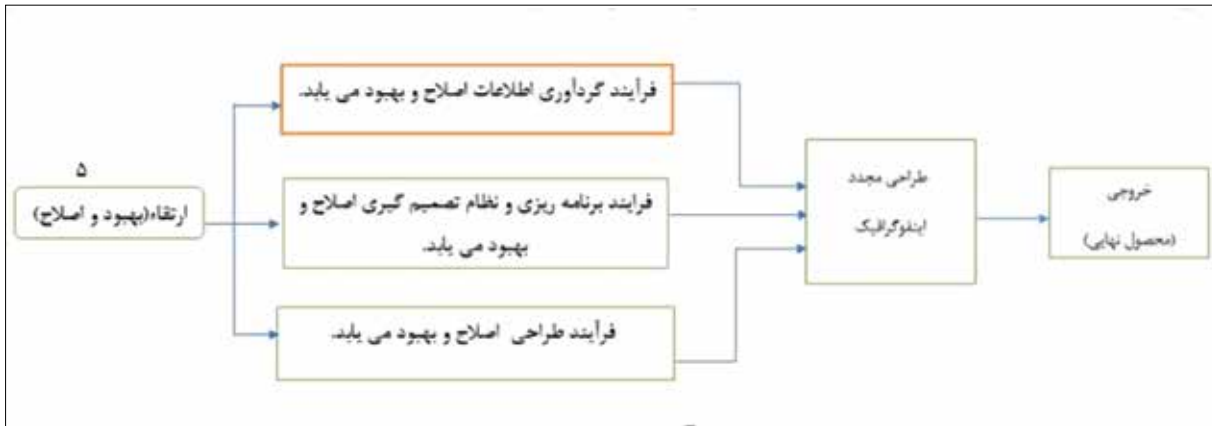 ۵
ارتقاء(بهبود و اصلاح)
فرآیند گردآوری اطلاعات اصلاح و بهبود می یابد.
فرایند برنامه ریزی و نظام تصمیم گیری اصلاح و
بهبود می یابد.
فرآیند طراحی اصلاح و بهبود می یابد.
طراحی مجدد
اینفوگرافیک
خروجی
(محصول نهایی)